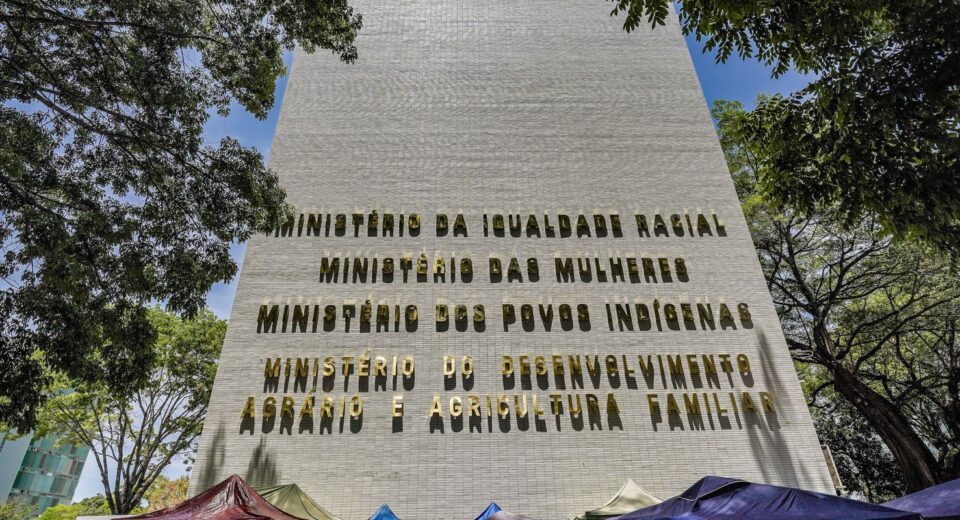 MINISTÉRIO DA IGUALDADE RACIAL
MINISTÉRIO DAS MULHERES
MINISTÉRIO DOS POVOS INDÍGENAS
MINISTÉRIO DO DESENVOLVIMENTO
AGRÁRIO E AGRICULTURA FAMILIAR